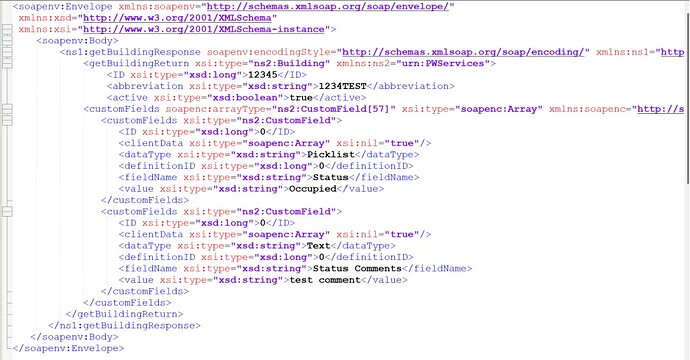 <soapenv:Envelope xmlns:soapenv="http://schemas.xmlsoap.org/soap/envelope/"
xmlns:xsd="http://www.w3.org/2001/XMLSchema"
xmlns:xsi="http://www.w3.org/2001/XMLSchema-instance">
<soapenv:Body>
<ns1:getBuildingResponse soapenv:encodingStyle="http://schemas.xmlsoap.org/soap/encoding/" xmlns:ns1="http
<getBuildingReturn xsi:type="ns2:Building" xmlns:ns2="urn:PWServices">
<ID xsi:type="xsd:long">12345</ID>
<abbreviation xsi:type="xsd:string">1234TEST</abbreviation>
<active xsi:type="xsd:boolean">true</active>
<customFields soapenc:arrayType="ns2:CustomField[57]" xsi:type="soapenc:Array" xmlns:soapenc="http://s
<customFields xsi:type="ns2:CustomField">
<ID xsi:type="xsd:long">0</ID>
<clientData xsi:type="soapenc:Array" xsi:nil="true"/>
<dataType xsi:type="xsd:string">Picklist</dataType>
<definitionID xsi:type="xsd:long">0</definitionID>
<fieldName xsi:type="xsd:string">Status</fieldName>
<value xsi:type="xsd:string">Occupied</value>
</customFields>
<customFields xsi:type="ns2:CustomField">
<ID xsi:type="xsd:long">0</ID>
<clientData xsi:type="soapenc:Array" xsi:nil="true"/>
<dataType xsi:type="xsd:string">Text</dataType>
<definitionID xsi:type="xsd:long">0</definitionID>
<fieldName xsi:type="xsd:string">Status Comments</fieldName>
<value xsi:type="xsd:string">test comment</value>
</customFields>
</customFields>
</getBuildingReturn>
</ns1:getBuildingResponse>
</soapenv:Body>
</soapenv:Envelope>